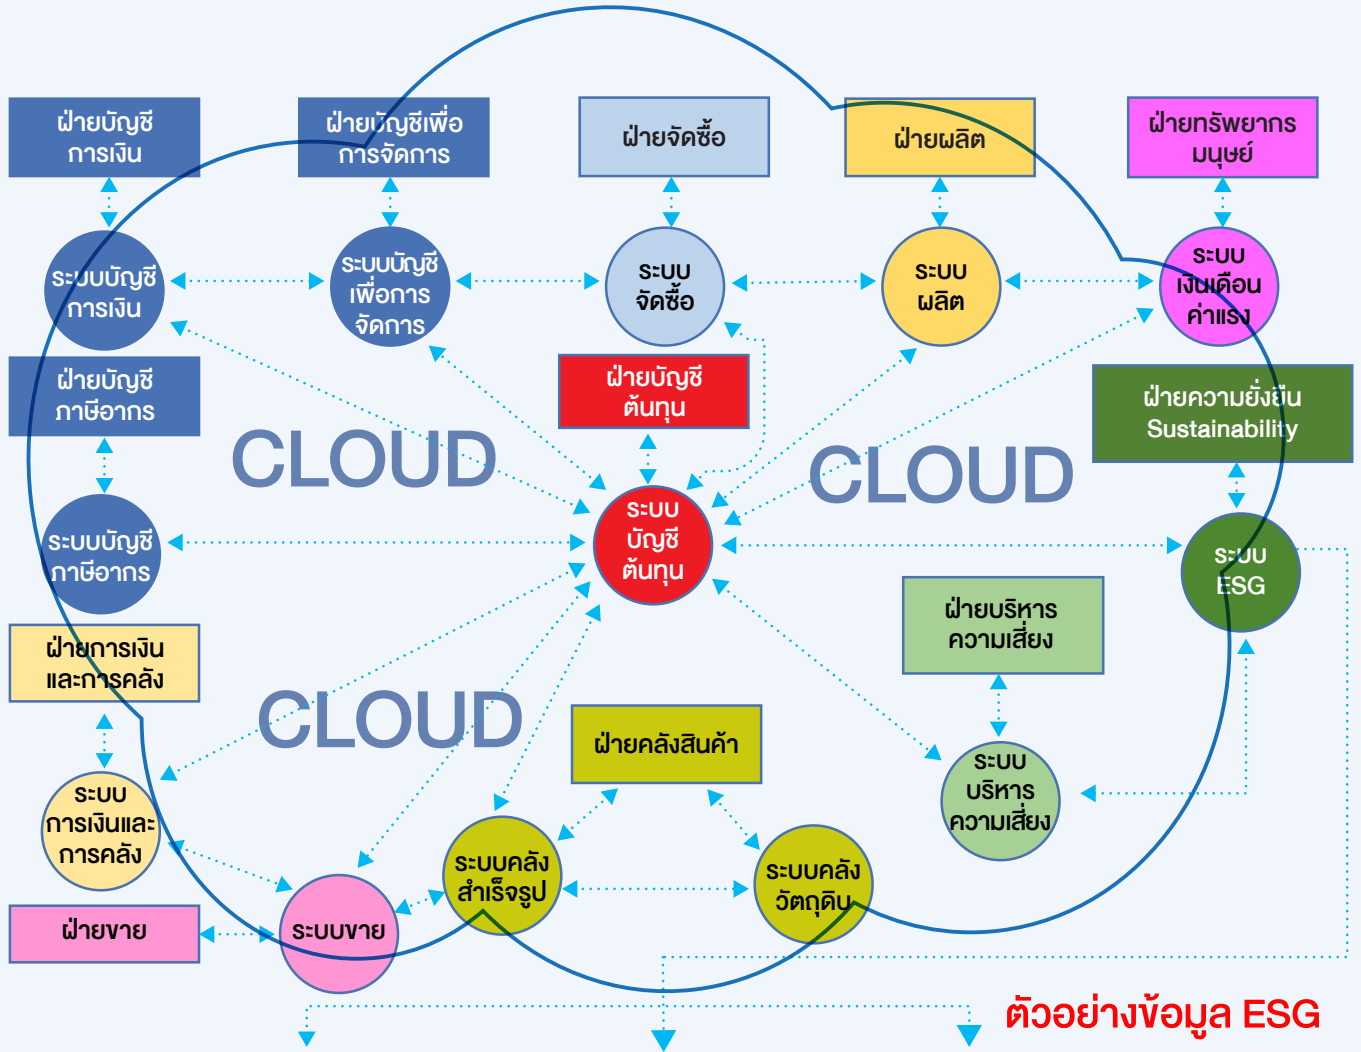 ฝ่ายบัญชี
การเงิน
ฝ่ายบัญชีเพื่อ
การจัดการ
ฝ่ายจัดซื้อ
ฝ่ายผลิต
ฝ่ายทรัพยากร
มนุษย์
ระบบบัญชี
การเงิน
ระบบบัญชี
เพื่อการ
จัดการ
ระบบ
จัดซื้อ
ระบบ
ผลิต
ระบบ
เงินเดือน
ค่าแรง
ฝ่ายบัญชี
ภาษีอากร
ฝ่ายบัญชี
ต้นทุน
ฝ่ายความยั่งยืน
Sustainability
CLOUD
CLOUD
ระบบบัญชี
ภาษีอากร
ระบบ
บัญชี
ต้นทุน
ระบบ
ESG
ฝ่ายบริหาร
ความเสี่ยง
ฝ่ายการเงิน
และการคลัง
CLOUD
ฝ่ายคลังสินค้า
ระบบ
การเงินและ
การคลัง
ระบบ
บริหาร
ความเสี่ยง
ระบบคลัง
สำเร็จรูป
ระบบคลัง
วัตถุดิบ
ฝ่ายขาย
ระบบขาย
ตัวอย่างข้อมูล ESG